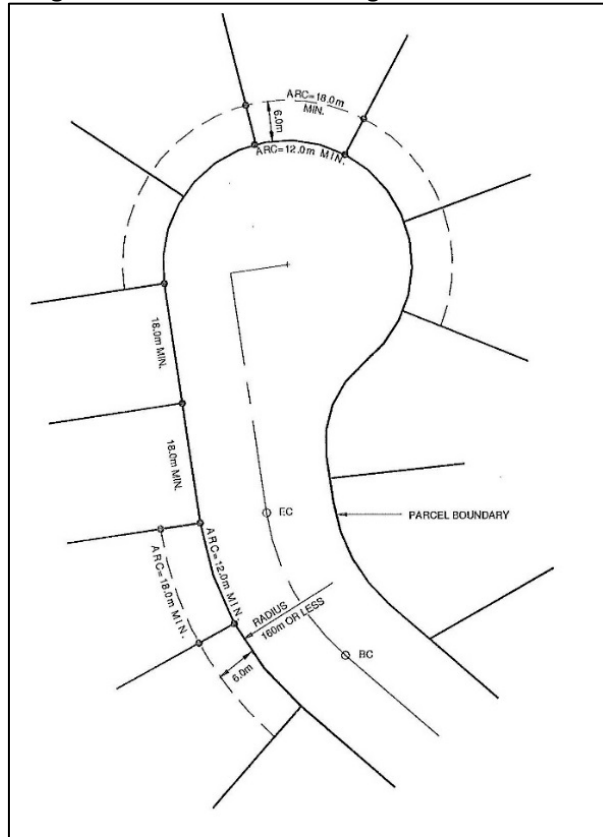 ARC=18.0m
MIN.
6.0m
ARC=12.0m MIN.
18.0m MIN.
18.0m MIN.
EC
PARCEL BOUNDARY
ARC=12.0m MIN.
ARC=18.0m MIN.
RADIUS
160m OR LESS
BC
6.0m